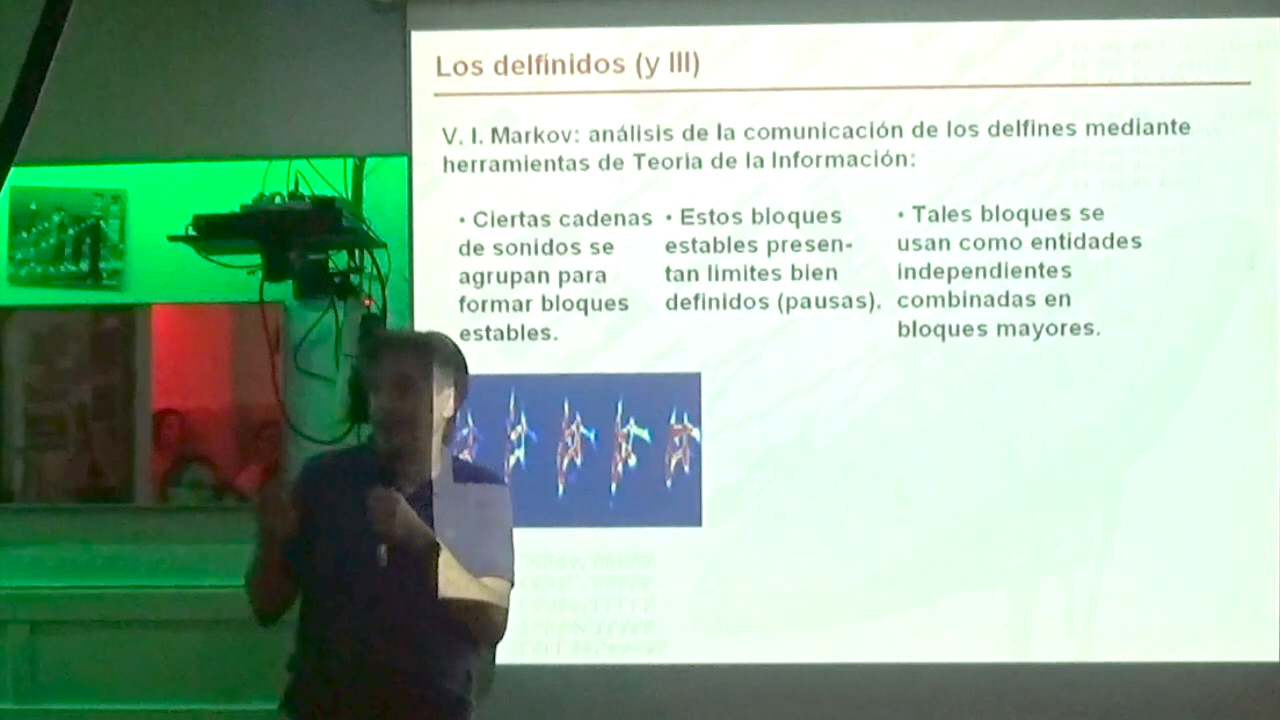 Los delfínidos (y III)
V. I. Markov: análisis de la comunicación de los delfines mediante
herramientas de Teoria de la Información:
• Ciertas cadenas
de sonidos se
agrupan para
formar bloques
estables.
• Estos bloques
estables presen-
tan limites bien
definidos (pausas).
• Tales bloques se
usan como entidades
independientes
combinadas en
bloques mayores.